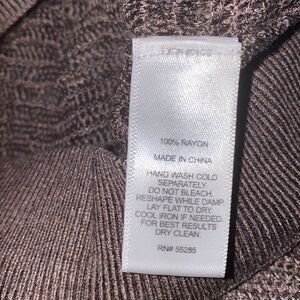 100% RAYON
MADE IN CHINA
HAND WASH COLD
SEPARATELY.
DO NOT BLEACH.
RESHAPE WHILE DAMP.
LAY FLAT TO DRY.
COOL IRON IF NEEDED.
FOR BEST RESULTS
DRY CLEAN.
RN# 55285